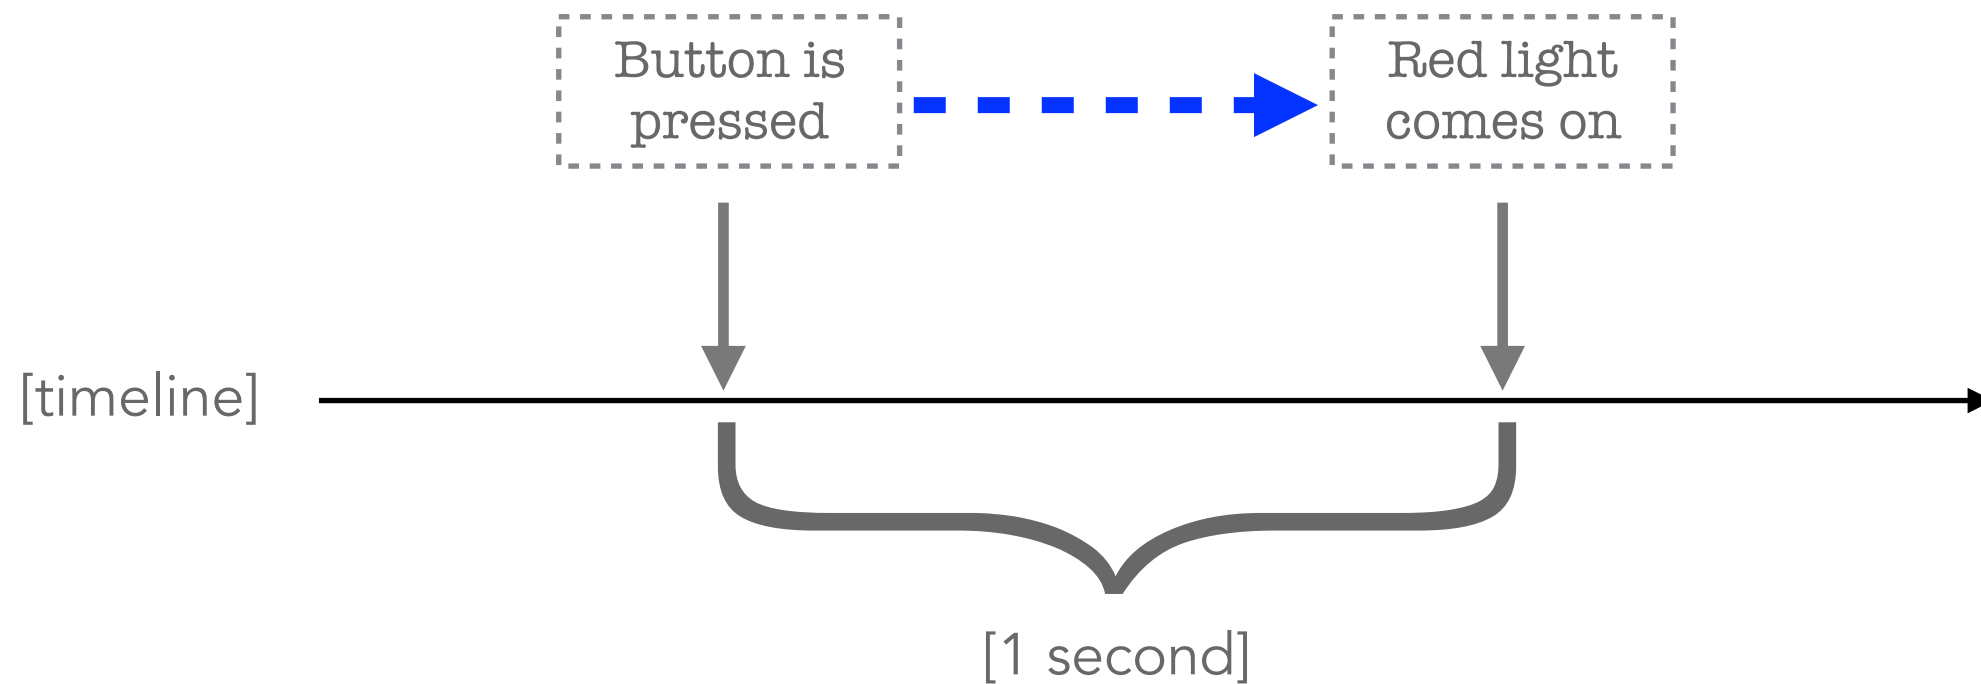 Button is
pressed
Red light
comes on
[timeline]
[1 second]